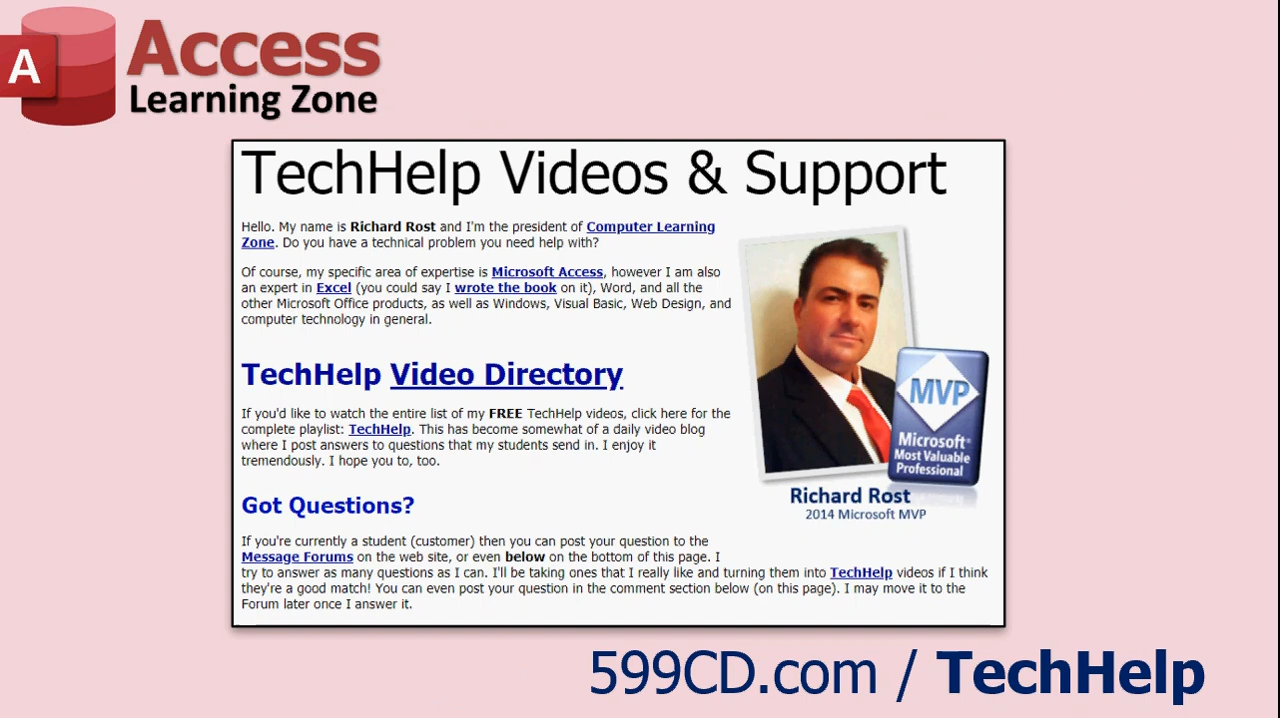 A
Access
Learning Zone
TechHelp Videos & Support
Hello. My name is Richard Rost and I'm the president of Computer Learning
Zone. Do you have a technical problem you need help with?
Of course, my specific area of expertise is Microsoft Access, however I am also
an expert in Excel (you could say I wrote the book on it), Word, and all the
other Microsoft Office products, as well as Windows, Visual Basic, Web Design, and
computer technology in general.
TechHelp Video Directory
If you'd like to watch the entire list of my FREE TechHelp videos, click here for the
complete playlist: TechHelp. This has become somewhat of a daily video blog
where I post answers to questions that my students send in. I enjoy it
tremendously. I hope you to, too.
MVP
Microsoft®
Most Valuable
Professional
Richard Rost
2014 Microsoft MVP
Got Questions?
If you're currently a student (customer) then you can post your question to the
Message Forums on the web site, or even below on the bottom of this page. I
try to answer as many questions as I can. I'll be taking ones that I really like and turning them into TechHelp videos if I think
they're a good match! You can even post your question in the comment section below (on this page). I may move it to the
Forum later once I answer it.
599CD.com / TechHelp